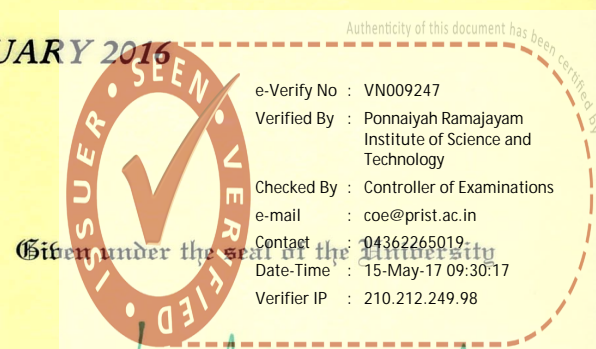 Authenticity of this document has been certified by
UARY 2016
ISSUER • SEEN • VERIFIED •
e-Verify No : VN009247
Verified By : Ponnaiyah Ramajayam
Institute of Science and
Technology
Checked By : Controller of Examinations
e-mail : coe@prist.ac.in
Given under the seal of the University
Contact : 04362265019
Date-Time : 15-May-17 09:30:17
Verifier IP : 210.212.249.98